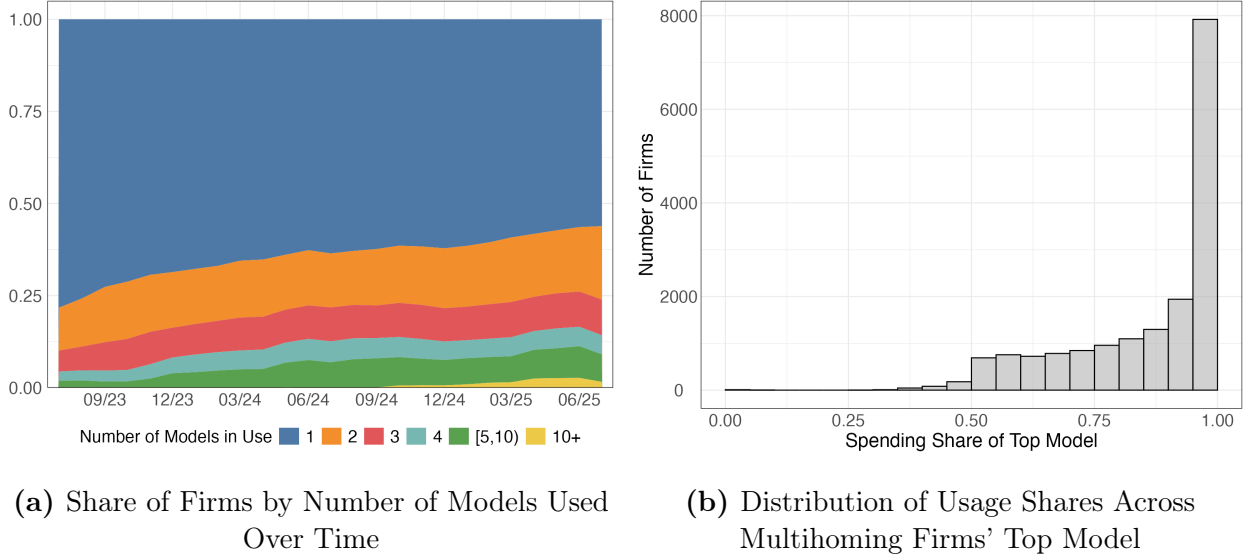 1.00
0.75
0.50
0.25
0.00
09/23 12/23 03/24 06/24 09/24 12/24 03/25 06/25
Number of Models in Use 1 2 3 4 [5,10) 10+
(a) Share of Firms by Number of Models Used
Over Time
Number of Firms
8000
6000
4000
2000
0
0.00 0.25 0.50 0.75 1.00
Spending Share of Top Model
(b) Distribution of Usage Shares Across
Multihoming Firms’ Top Model